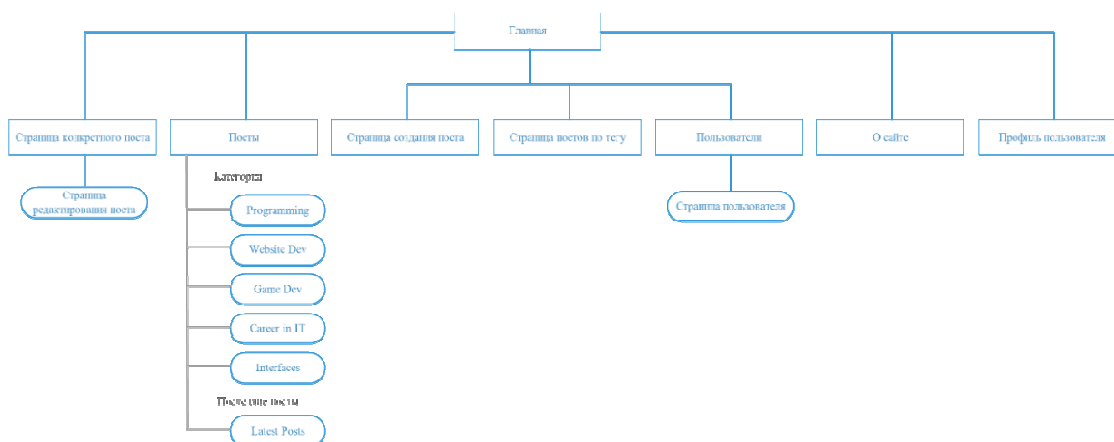 Главная
Страница конкретного поста
Посты
Страница создания поста
Страница постов по тегу
Пользователи
О сайте
Профиль пользователя
Страница
редактирования поста
Категории
Страница пользователя
Programming
Website Dev
Game Dev
Career in IT
Interfaces
Последние посты
Latest Posts